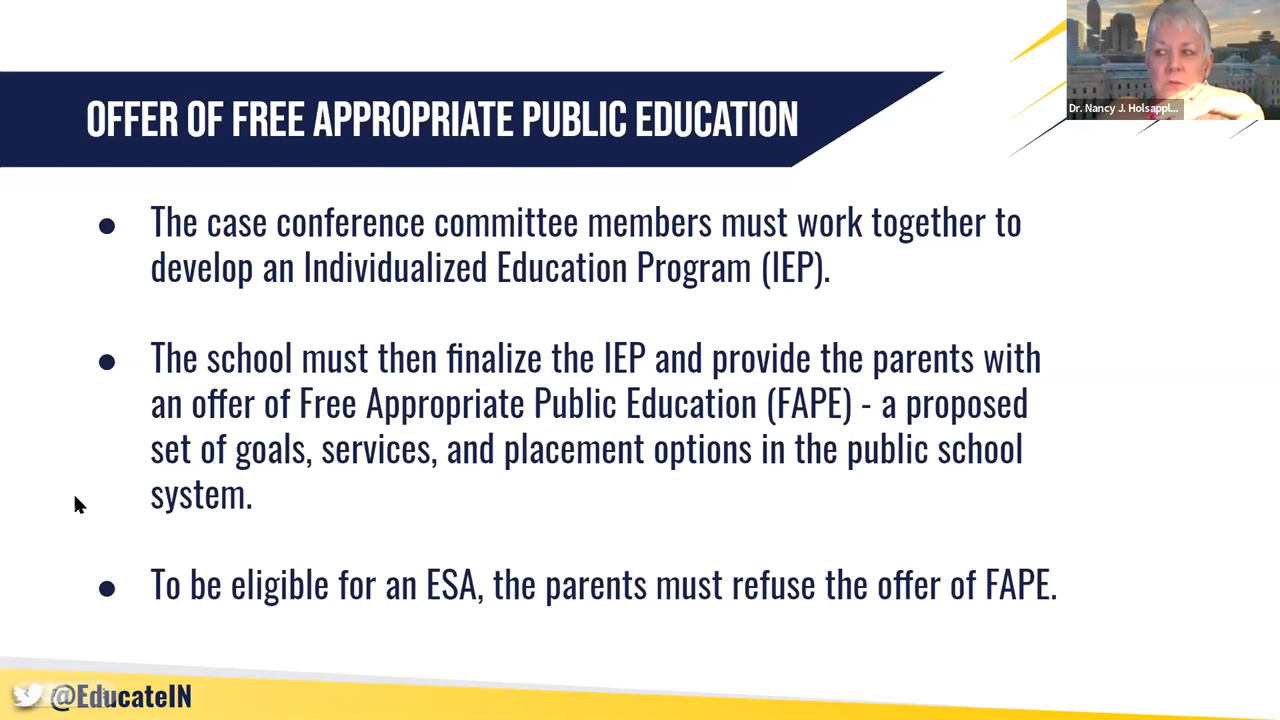 Dr. Nancy J. Holsappl...
OFFER OF FREE APPROPRIATE PUBLIC EDUCATION
● The case conference committee members must work together to
develop an Individualized Education Program (IEP).
● The school must then finalize the IEP and provide the parents with
an offer of Free Appropriate Public Education (FAPE) - a proposed
set of goals, services, and placement options in the public school
system.
● To be eligible for an ESA, the parents must refuse the offer of FAPE.
@EducateIN